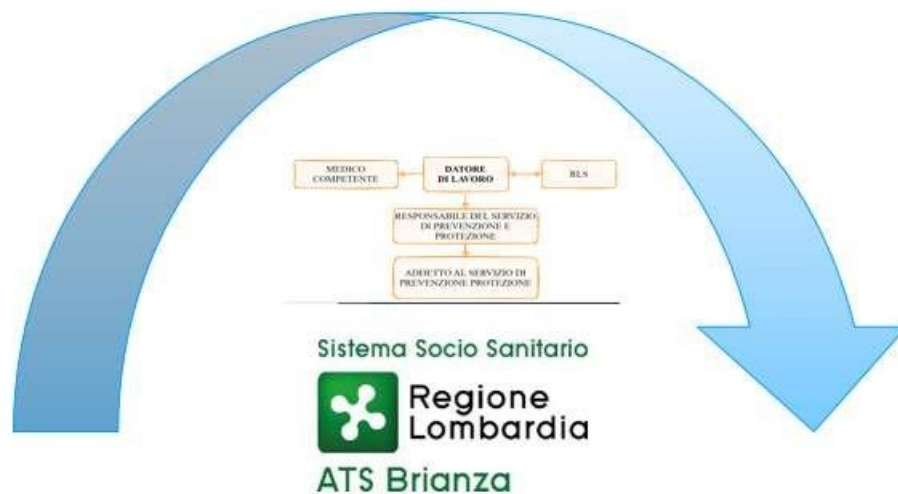 MEDICO
COMPETENTE
DATORE
DI LAVORO
RLS
RESPONSABILE DEL SERVIZIO
DI PREVENZIONE E
PROTEZIONE
ADDETTO AL SERVIZIO DI
PREVENZIONE PROTEZIONE
Sistema Socio Sanitario
Regione
Lombardia
ATS Brianza